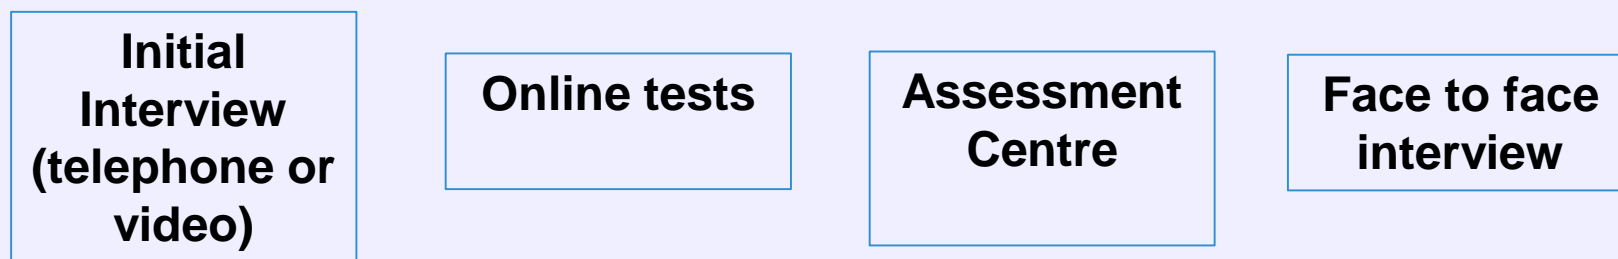 Initial
Interview
(telephone or
video)
Online tests
Assessment
Centre
Face to face
interview